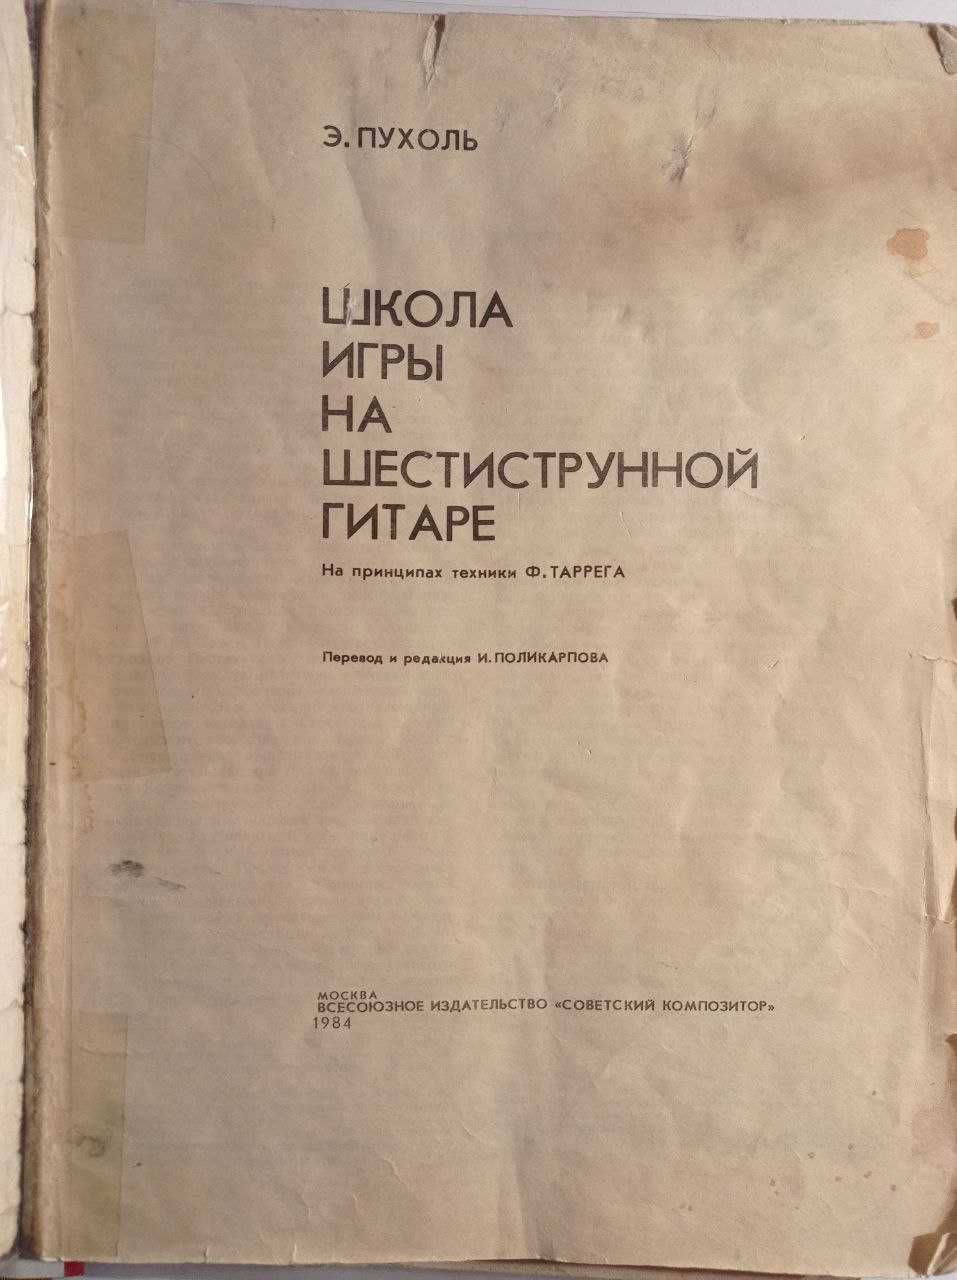 Э. ПУХОЛЬ
ШКОЛА
ИГРЫ
НА
ШЕСТИСТРУННОЙ
ГИТАРЕ
На принципах техники Ф. ТАРРЕГА
Перевод и редакция И. ПОЛИКАРПОВА
МОСКВА
ВСЕСОЮЗНОЕ ИЗДАТЕЛЬСТВО «СОВЕТСКИЙ КОМПОЗИТОР»
1984